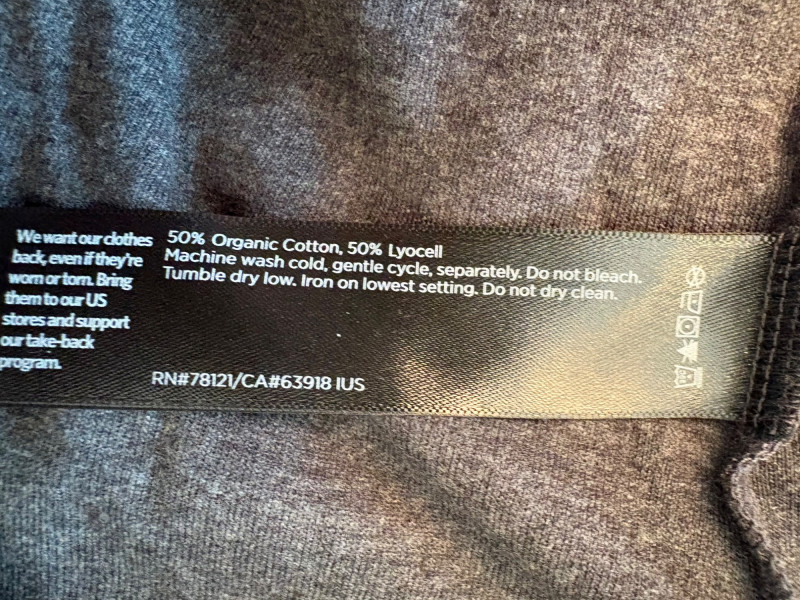 We want our clothes
back, even if they're
worn or torn. Bring
them to our US
stores and support
our take-back
program.
50% Organic Cotton, 50% Lyocell
Machine wash cold, gentle cycle, separately. Do not bleach.
Tumble dry low. Iron on lowest setting. Do not dry clean.
RN#78121/CA#63918 IUS